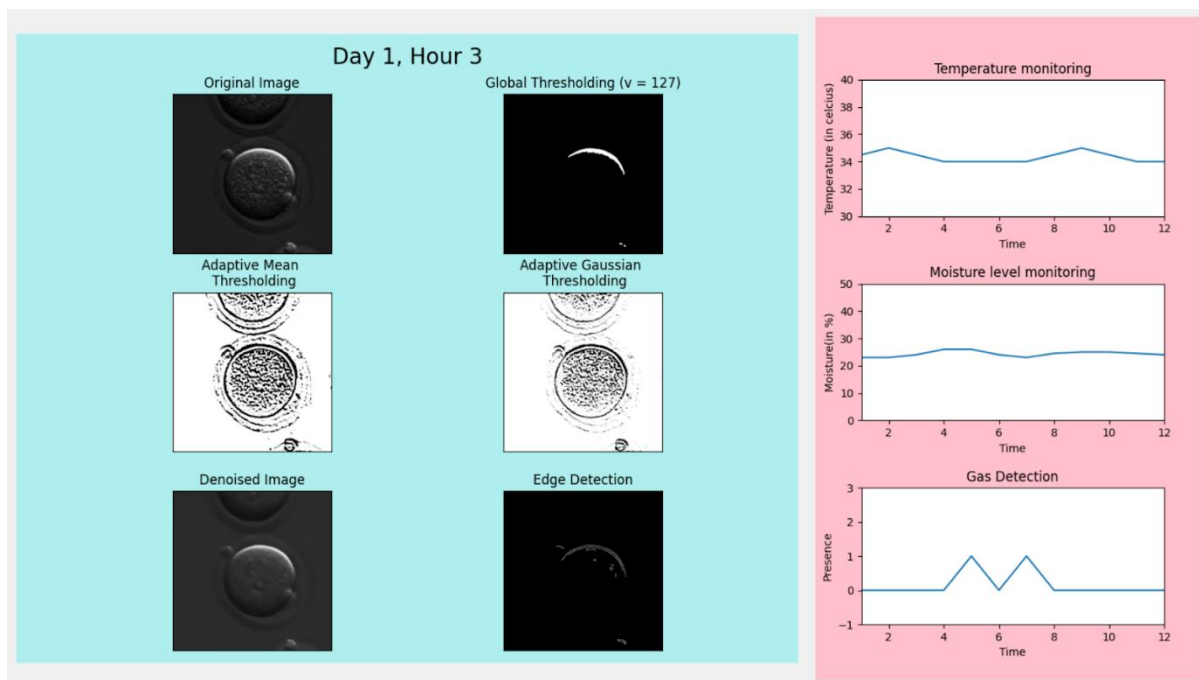 Day 1, Hour 3
Original Image
Global Thresholding (v = 127)
Adaptive Mean
Thresholding
Adaptive Gaussian
Thresholding
Denoised Image
Edge Detection
Temperature monitoring
Temperature (in celcius)
40
38
36
34
32
30
2 4 6 8 10 12
Time
Moisture level monitoring
Moisture(in %)
50
40
30
20
10
0
2 4 6 8 10 12
Time
Gas Detection
Presence
3
2
1
0
−1
2 4 6 8 10 12
Time